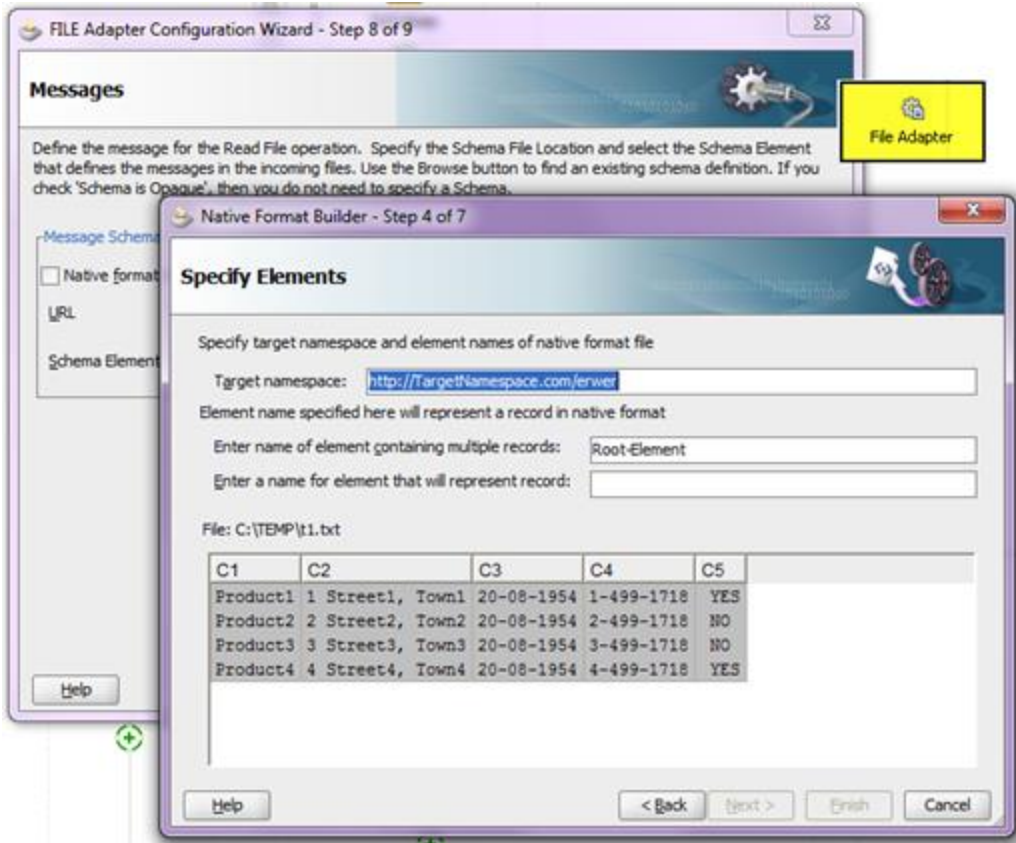 FILE Adapter Configuration Wizard - Step 8 of 9
Messages
File Adapter
Define the message for the Read File operation. Specify the Schema File Location and select the Schema Element
that defines the messages in the incoming files. Use the Browse button to find an existing schema definition. If you
check 'Schema is Opaque', then you do not need to specify a Schema.
Message Schema
Native format
URL
Schema Element
Help
Native Format Builder - Step 4 of 7
Specify Elements
Specify target namespace and element names of native format file
Target namespace: http://TargetNamespace.com/erwer
Element name specified here will represent a record in native format
Enter name of element containing multiple records: Root-Element
Enter a name for element that will represent record:
File: C:\TEMP\t1.txt
C1 C2 C3 C4 C5
Product1 1 Street1, Town1 20-08-1954 1-499-1718 YES
Product2 2 Street2, Town2 20-08-1954 2-499-1718 NO
Product3 3 Street3, Town3 20-08-1954 3-499-1718 NO
Product4 4 Street4, Town4 20-08-1954 4-499-1718 YES
Help < Back Next > Finish Cancel